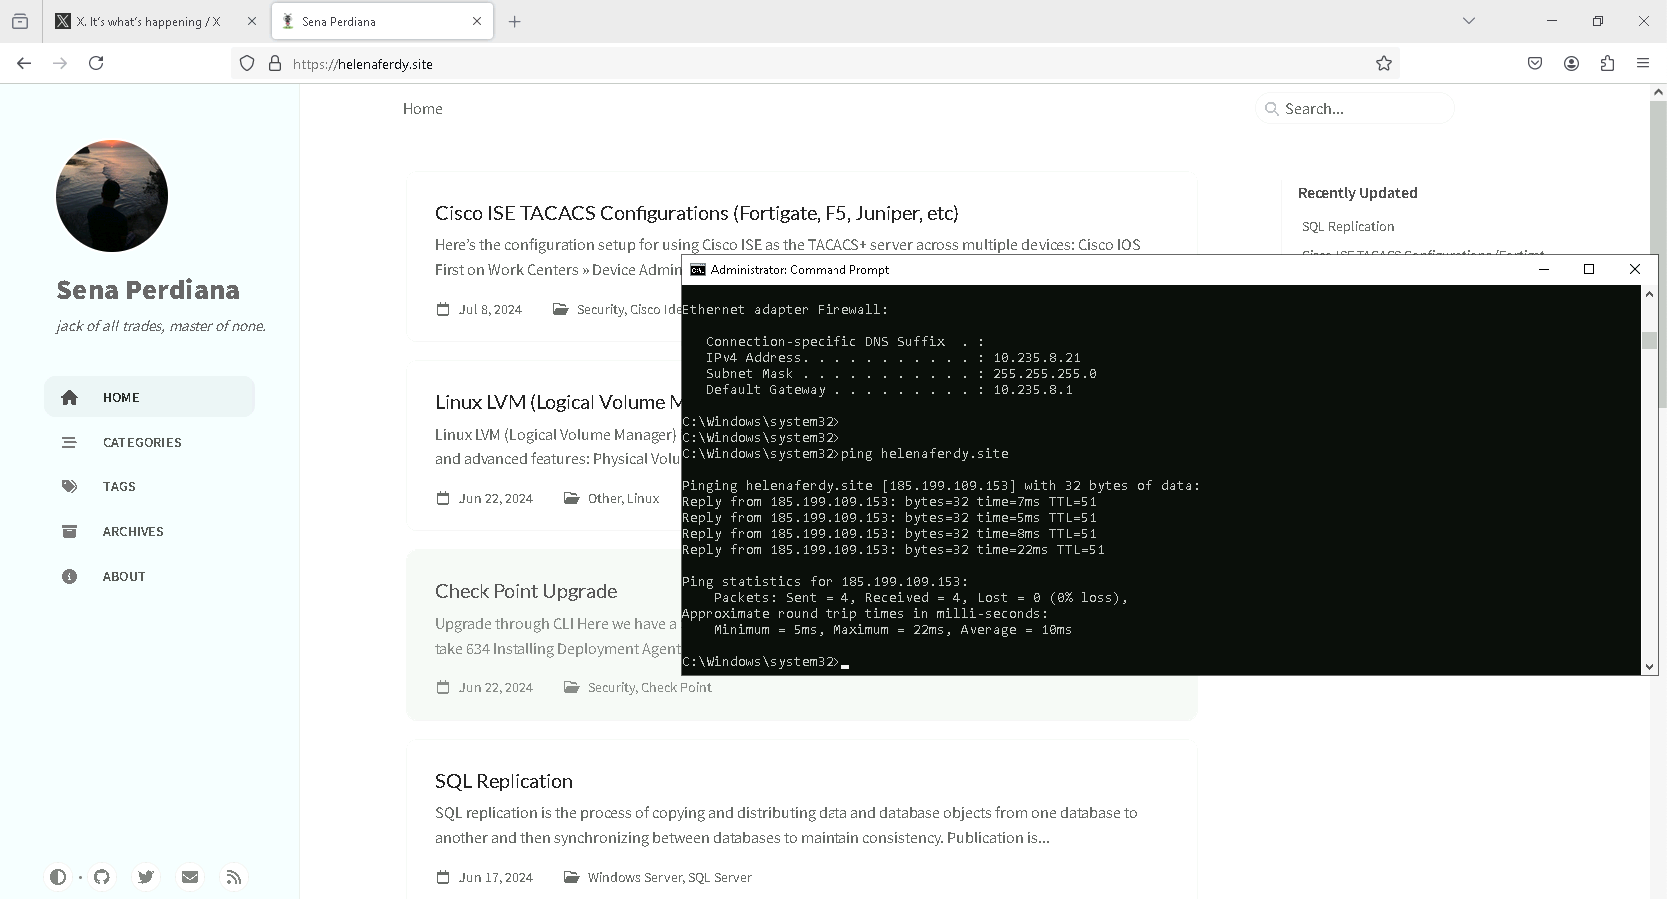 X. It's what's happening / X
Sena Perdiana
https://helenaferdy.site
Home
Search...
Sena Perdiana
jack of all trades, master of none.
HOME
CATEGORIES
TAGS
ARCHIVES
ABOUT
Cisco ISE TACACS Configurations (Fortigate, F5, Juniper, etc)
Here's the configuration setup for using Cisco ISE as the TACACS+ server across multiple devices: Cisco IOS
First on Work Centers » Device Admin
Jul 8, 2024 Security, Cisco Ide
Linux LVM (Logical Volume M
Linux LVM (Logical Volume Manager)
and advanced features: Physical Volu
Jun 22, 2024 Other, Linux
Check Point Upgrade
Upgrade through CLI Here we have a
take 634 Installing Deployment Agent
Jun 22, 2024 Security, Check Point
SQL Replication
SQL replication is the process of copying and distributing data and database objects from one database to
another and then synchronizing between databases to maintain consistency. Publication is...
Jun 17, 2024 Windows Server, SQL Server
Recently Updated
SQL Replication
Cisco ISE TACACS Configurations (Fortigat
Administrator: Command Prompt
Ethernet adapter Firewall:
Connection-specific DNS Suffix . :
IPv4 Address. . . . . . . . . . . : 10.235.8.21
Subnet Mask . . . . . . . . . . . : 255.255.255.0
Default Gateway . . . . . . . . . : 10.235.8.1
C:\Windows\system32>
C:\Windows\system32>
C:\Windows\system32>ping helenaferdy.site
Pinging helenaferdy.site [185.199.109.153] with 32 bytes of data:
Reply from 185.199.109.153: bytes=32 time=7ms TTL=51
Reply from 185.199.109.153: bytes=32 time=5ms TTL=51
Reply from 185.199.109.153: bytes=32 time=8ms TTL=51
Reply from 185.199.109.153: bytes=32 time=22ms TTL=51
Ping statistics for 185.199.109.153:
Packets: Sent = 4, Received = 4, Lost = 0 (0% loss),
Approximate round trip times in milli-seconds:
Minimum = 5ms, Maximum = 22ms, Average = 10ms
C:\Windows\system32>